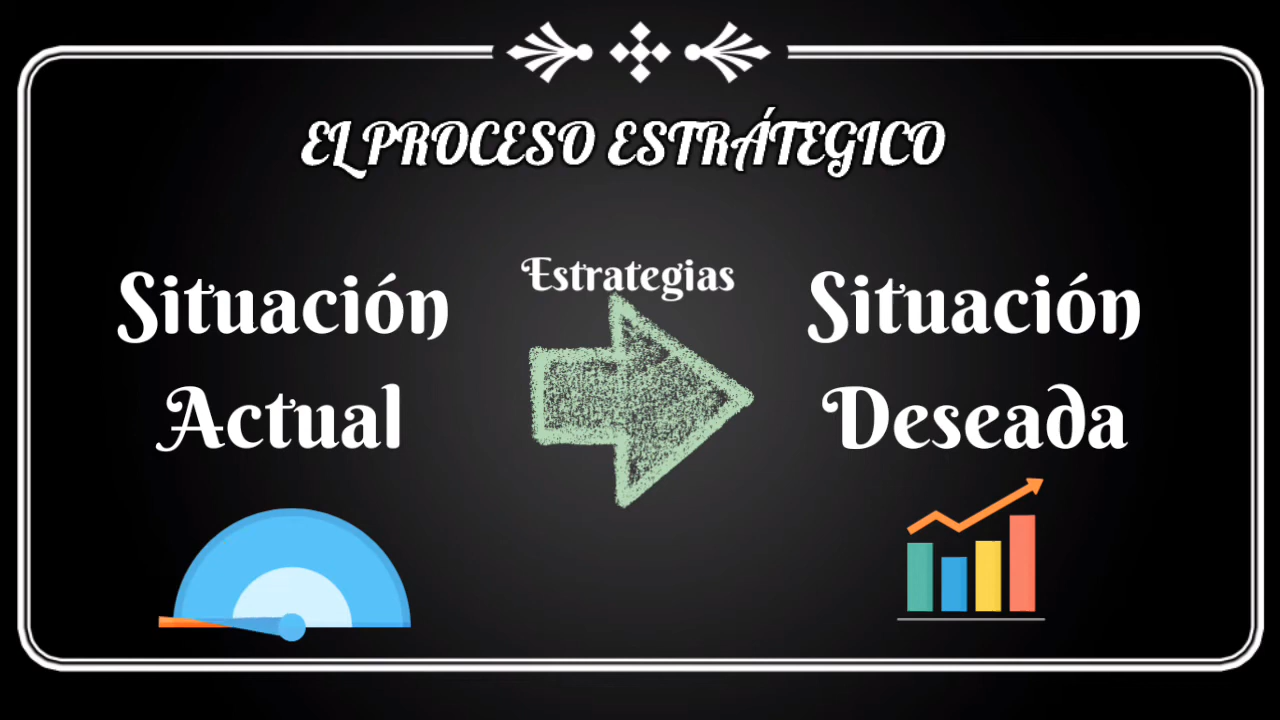 EL PROCESO ESTRÁTEGICO
Estrategias
Situación
Actual
Situación
Deseada